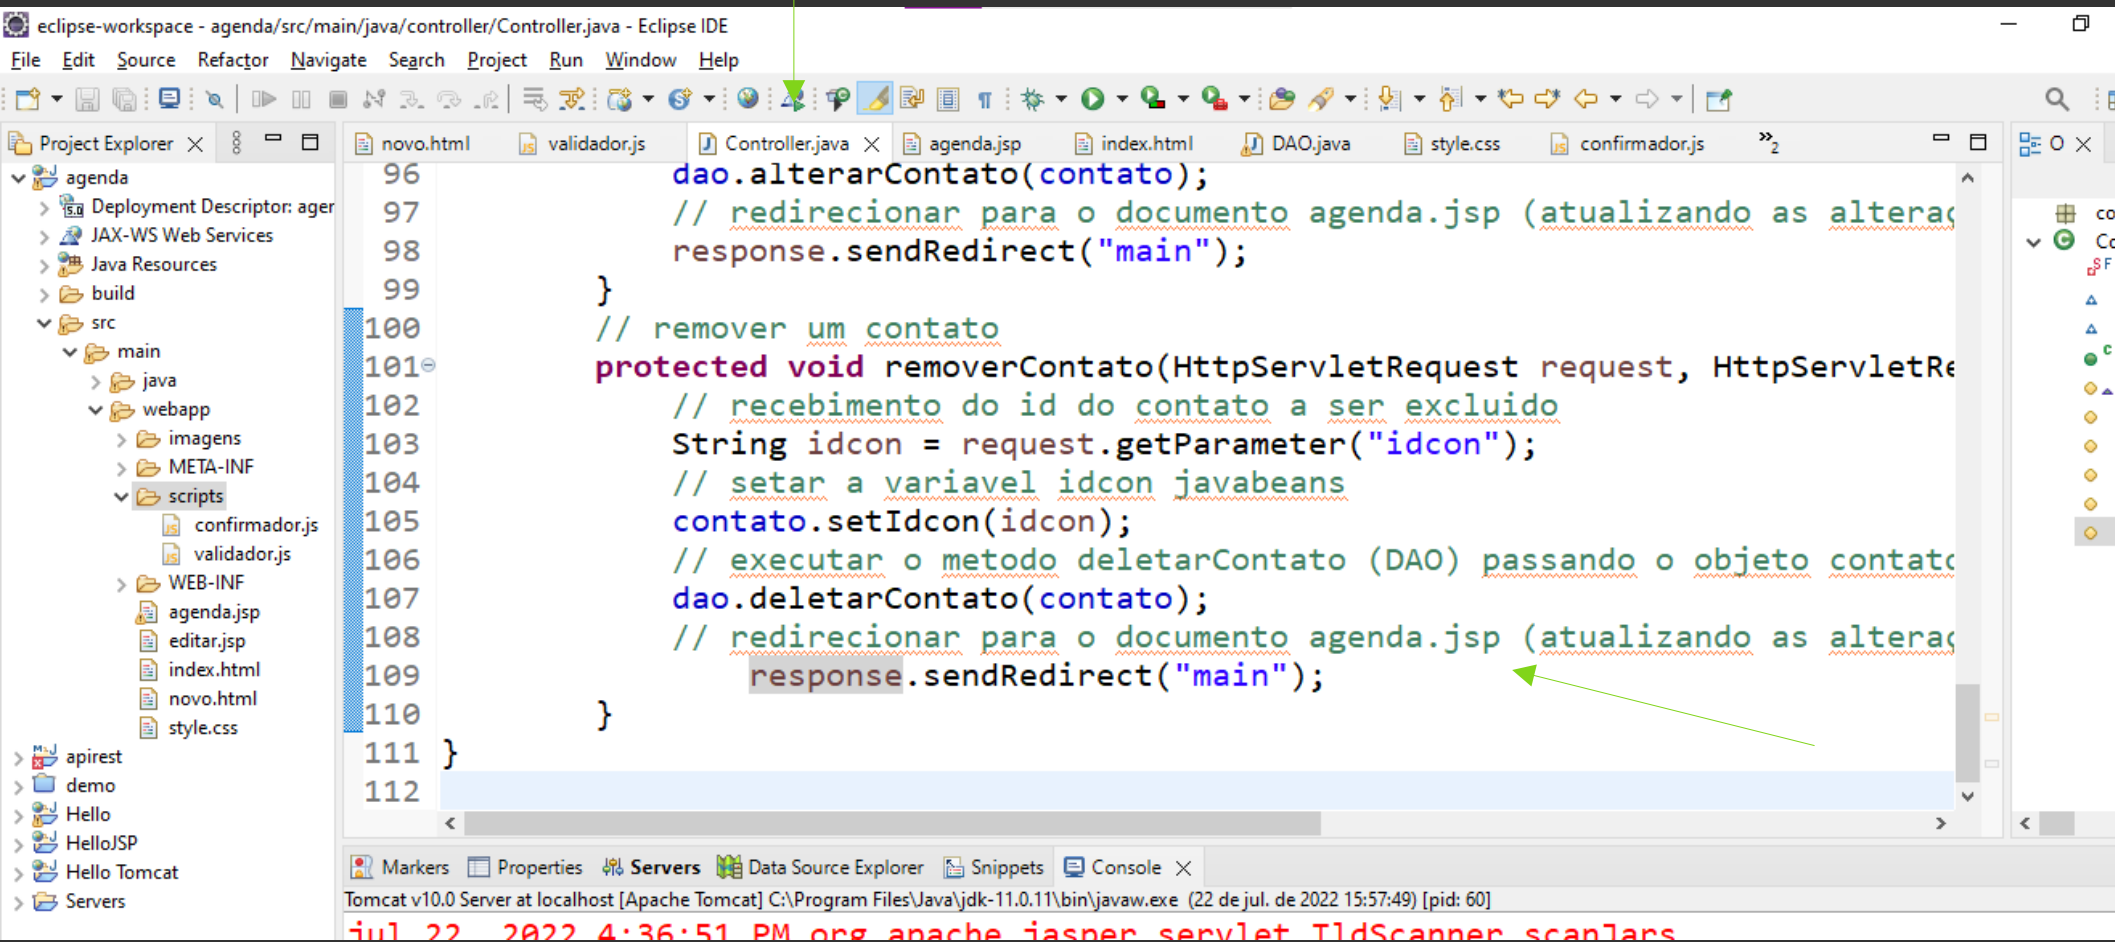 eclipse-workspace - agenda/src/main/java/controller/Controller.java - Eclipse IDE
File Edit Source Refactor Navigate Search Project Run Window Help
Project Explorer
agenda
Deployment Descriptor: ager
JAX-WS Web Services
Java Resources
build
src
main
java
webapp
imagens
META-INF
scripts
confirmador.js
validador.js
WEB-INF
agenda.jsp
editar.jsp
index.html
novo.html
style.css
apirest
demo
Hello
HelloJSP
Hello Tomcat
Servers
novo.html validador.js Controller.java agenda.jsp index.html DAO.java style.css confirmador.js »2
96 dao.alterarContato(contato);
97 // redirecionar para o documento agenda.jsp (atualizando as alteraç
98 response.sendRedirect("main");
99 }
100 // remover um contato
101 protected void removerContato(HttpServletRequest request, HttpServletRe
102 // recebimento do id do contato a ser excluido
103 String idcon = request.getParameter("idcon");
104 // setar a variavel idcon javabeans
105 contato.setIdcon(idcon);
106 // executar o metodo deletarContato (DAO) passando o objeto contato
107 dao.deletarContato(contato);
108 // redirecionar para o documento agenda.jsp (atualizando as alteraç
109 response.sendRedirect("main");
110 }
111 }
112
O
co
Co
Markers Properties Servers Data Source Explorer Snippets Console
Tomcat v10.0 Server at localhost [Apache Tomcat] C:\Program Files\Java\jdk-11.0.11\bin\javaw.exe (22 de jul. de 2022 15:57:49) [pid: 60]
jul 22, 2022 4:36:51 PM org.apache.jasper.servlet.TldScanner scanJars